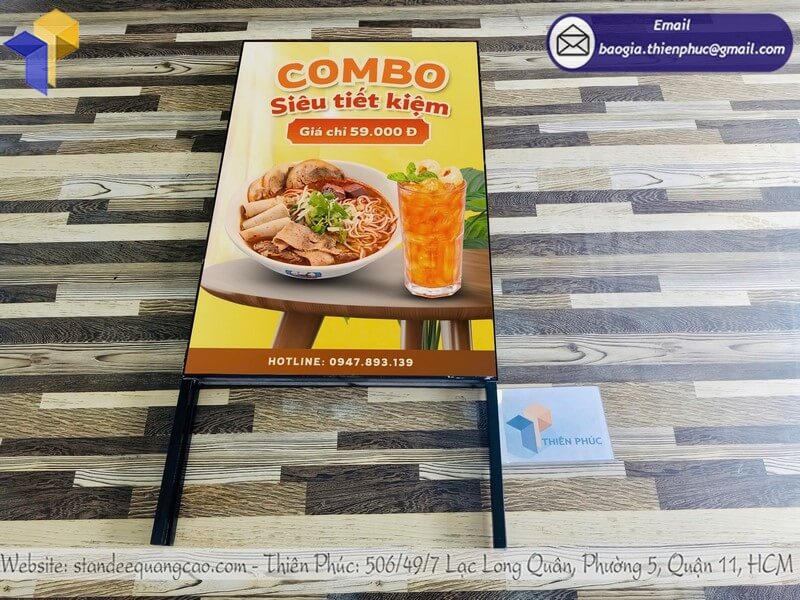 Email
baogia.thienphuc@gmail.com
COMBO
Siêu tiết kiệm
Giá chỉ 59.000 Đ
HOTLINE: 0947.893.139
THIÊN PHÚC
Website: standeequangcao.com - Thiên Phúc: 506/49/7 Lạc Long Quân, Phường 5, Quận 11, HCM